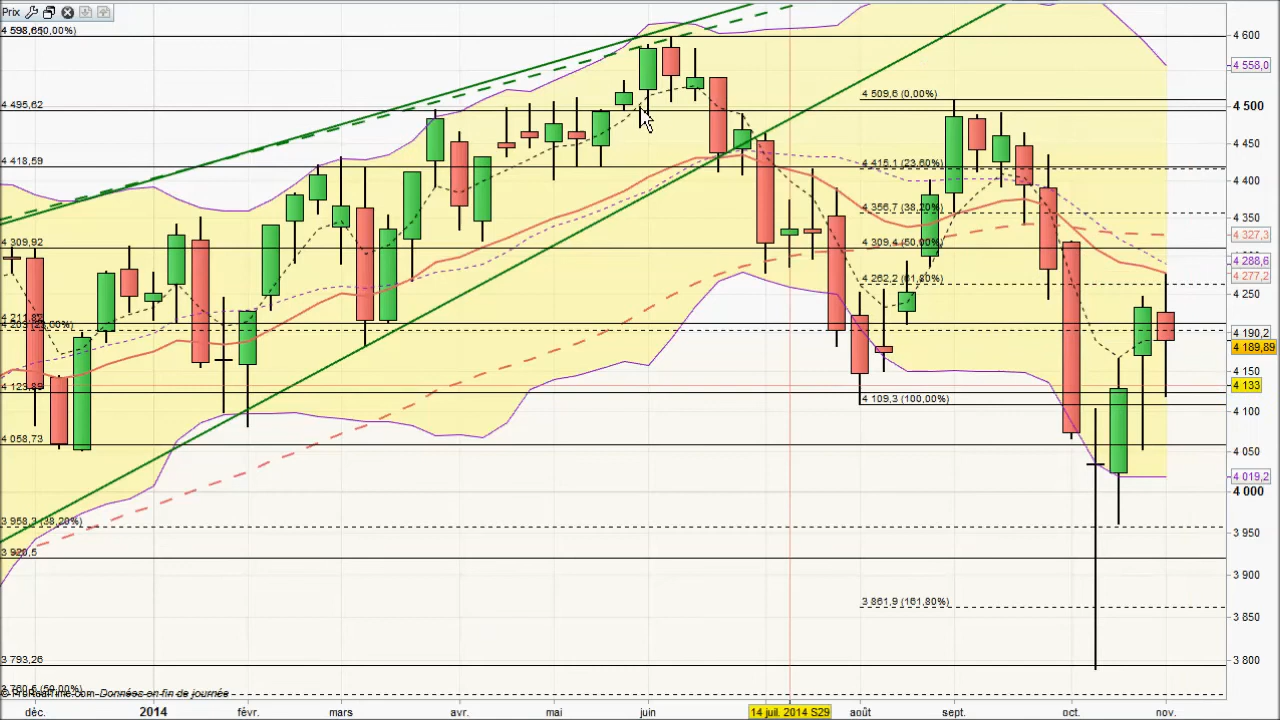 Prix
4 598,6(0,00%)
4 600
4 558,0
4 509,6 (0,00%)
4 495,62
4 500
4 450
4 418,59
4 415,1 (23,60%)
4 400
4 356,7 (38,20%)
4 350
4 327,3
4 309,92
4 309,4 (50,00%)
4 288,6
4 277,2
4 262,2 (61,80%)
4 250
4 190,2
4 189,89
4 150
4 133
4 109,3 (100,00%)
4 100
4 058,73
4 050
4 019,2
4 000
3 958,3 (38,20%)
3 950
3 920,5
3 900
3 861,9 (161,80%)
3 850
3 793,26
3 800
© ProRealTime.com Données en fin de journée
déc. 2014 févr. mars avr. mai juin 14 juil. 2014 S29 août sept. oct. nov.